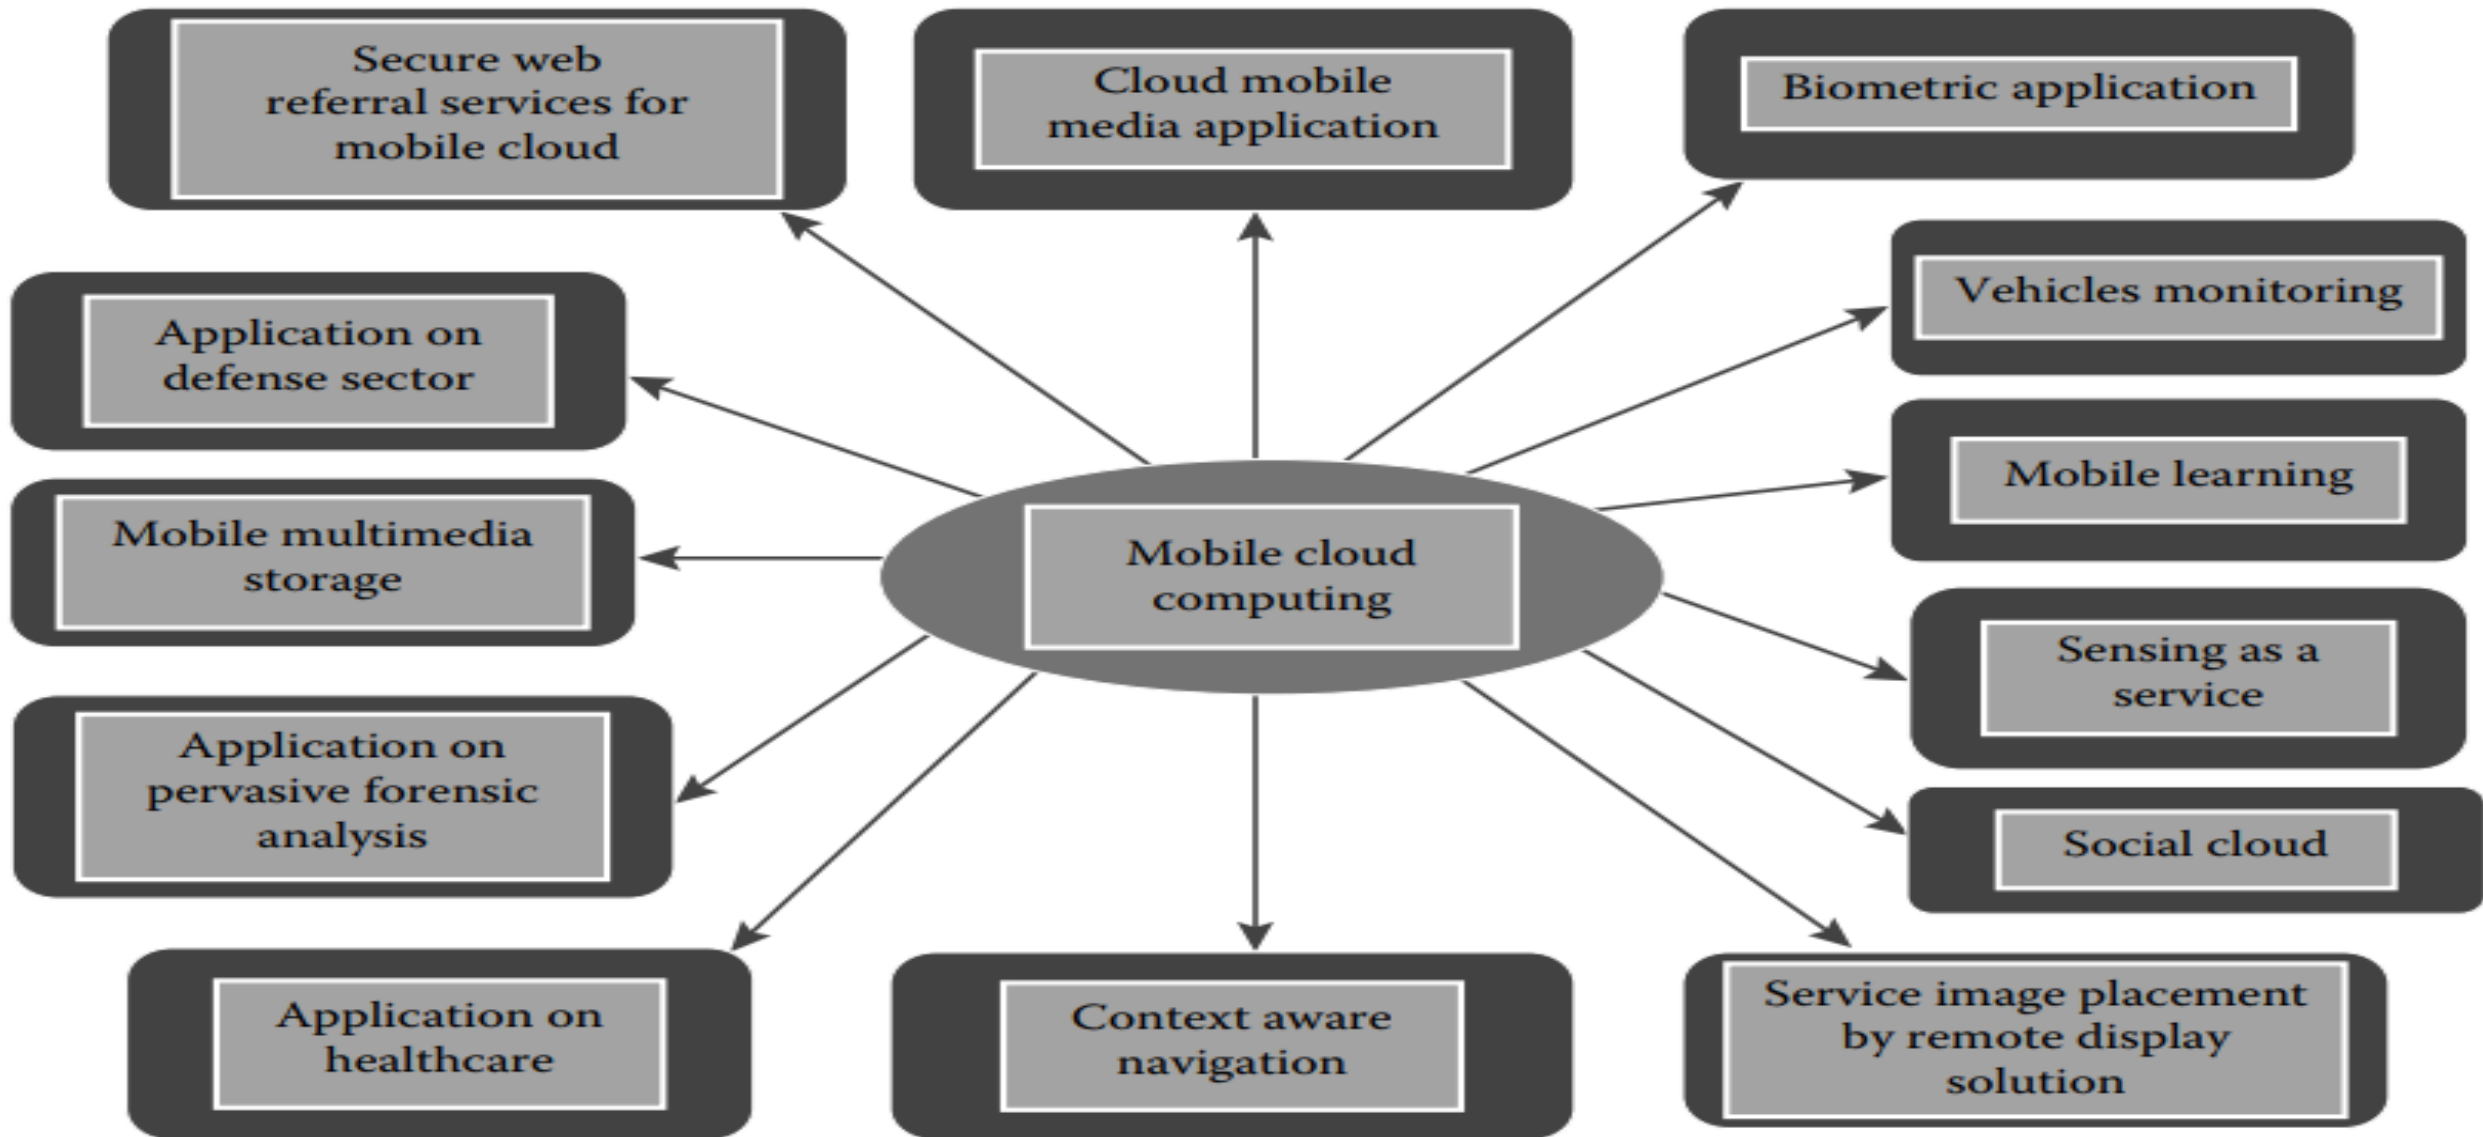 Secure web
referral services for
mobile cloud
Cloud mobile
media application
Biometric application
Vehicles monitoring
Application on
defense sector
Mobile learning
Mobile multimedia
storage
Mobile cloud
computing
Sensing as a
service
Application on
pervasive forensic
analysis
Social cloud
Application on
healthcare
Context aware
navigation
Service image placement
by remote display
solution